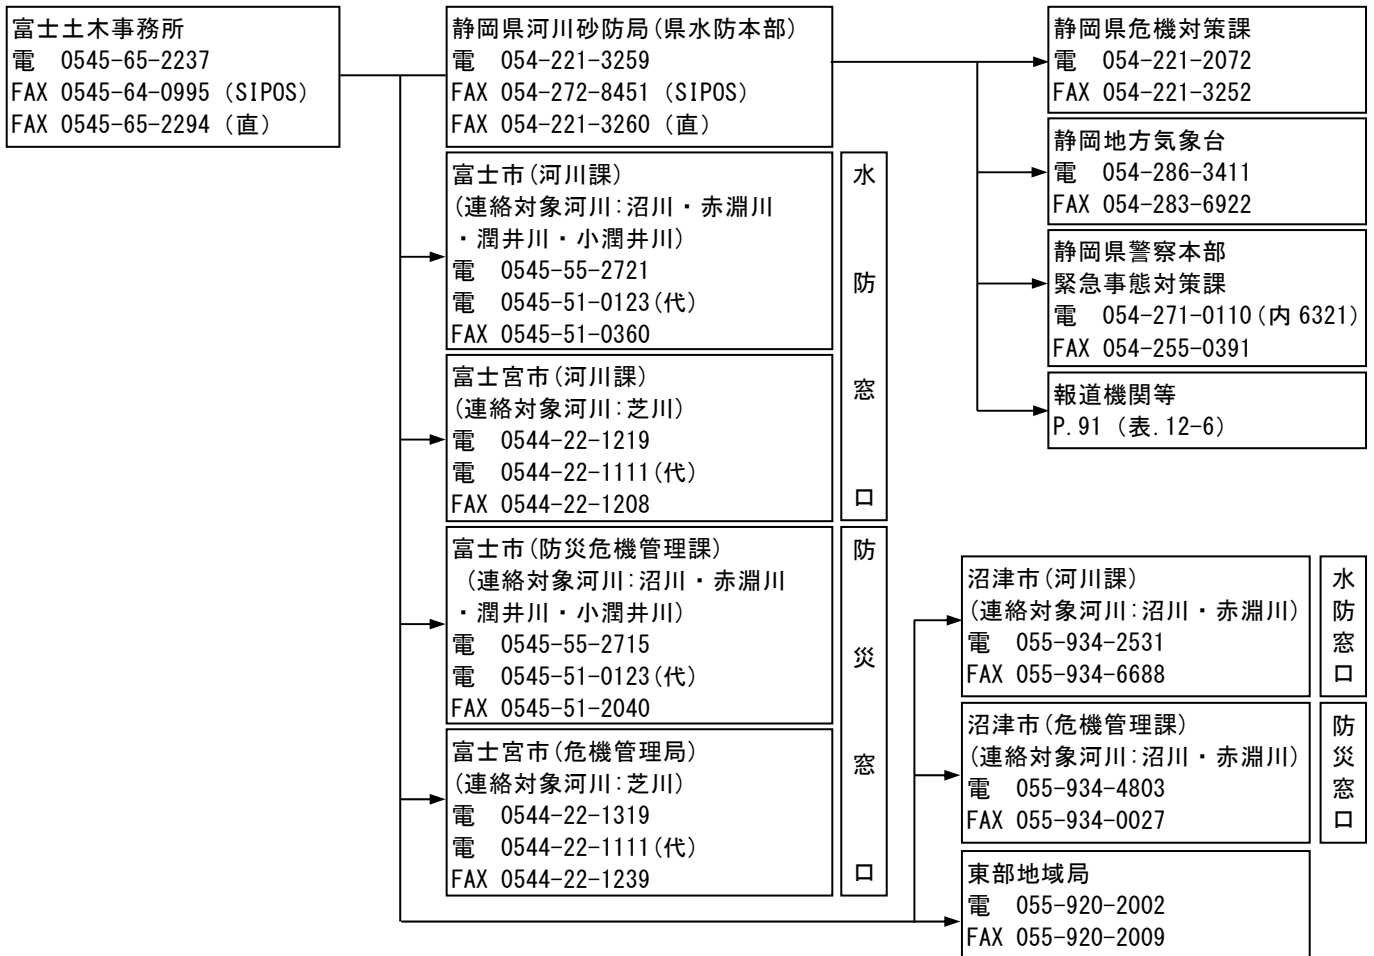 富士土木事務所
電 0545-65-2237
FAX 0545-64-0995 (SIPOS)
FAX 0545-65-2294 (直)
静岡県河川砂防局(県水防本部)
電 054-221-3259
FAX 054-272-8451 (SIPOS)
FAX 054-221-3260 (直)
富士市(河川課)
(連絡対象河川:沼川・赤淵川
・潤井川・小潤井川)
電 0545-55-2721
電 0545-51-0123(代)
FAX 0545-51-0360
富士宮市(河川課)
(連絡対象河川:芝川)
電 0544-22-1219
電 0544-22-1111(代)
FAX 0544-22-1208
水防窓口
富士市(防災危機管理課)
(連絡対象河川:沼川・赤淵川
・潤井川・小潤井川)
電 0545-55-2715
電 0545-51-0123(代)
FAX 0545-51-2040
富士宮市(危機管理局)
(連絡対象河川:芝川)
電 0544-22-1319
電 0544-22-1111(代)
FAX 0544-22-1239
防災窓口
静岡県危機対策課
電 054-221-2072
FAX 054-221-3252
静岡地方気象台
電 054-286-3411
FAX 054-283-6922
静岡県警察本部
緊急事態対策課
電 054-271-0110(内 6321)
FAX 054-255-0391
報道機関等
P.91 (表.12-6)
沼津市(河川課)
(連絡対象河川:沼川・赤淵川)
電 055-934-2531
FAX 055-934-6688
水防窓口
沼津市(危機管理課)
(連絡対象河川:沼川・赤淵川)
電 055-934-4803
FAX 055-934-0027
防災窓口
東部地域局
電 055-920-2002
FAX 055-920-2009